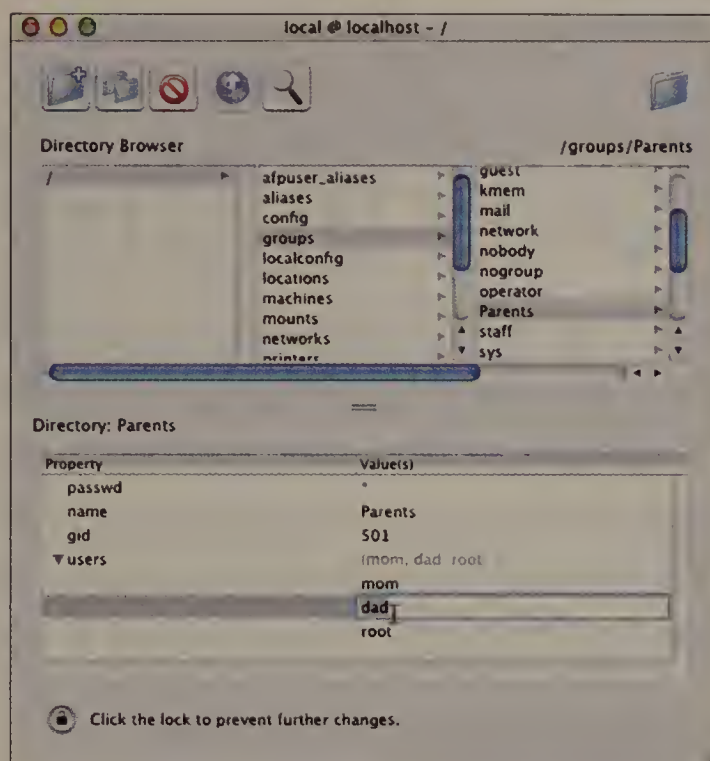 local @ localhost - /
Directory Browser
/groups/Parents
/
afpuser_aliases
aliases
config
groups
localconfig
locations
machines
mounts
networks
printers
guest
kmem
mail
network
nobody
nogroup
operator
Parents
staff
sys
Directory: Parents
Property Value(s)
passwd *
name Parents
gid 501
users (mom, dad, root
mom
dad
root
Click the lock to prevent further changes.